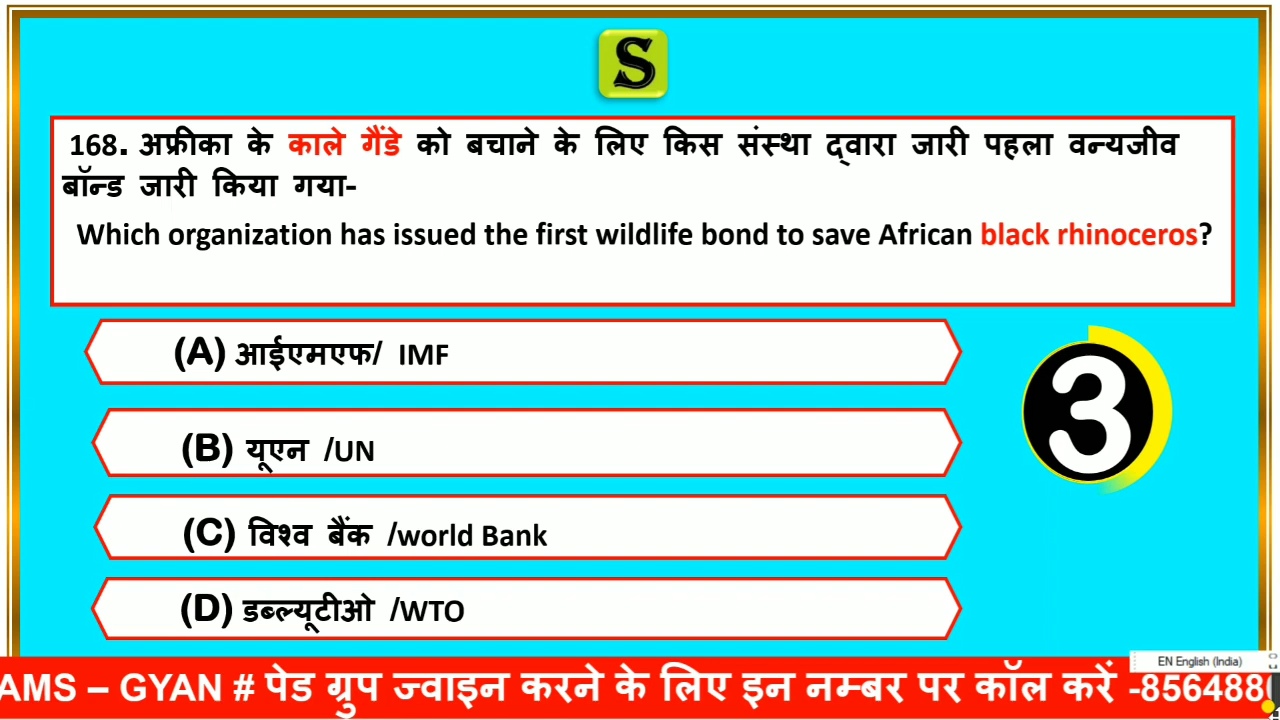 S
168. अफ्रीका के काले गैंडे को बचाने के लिए किस संस्था द्वारा जारी पहला वन्यजीव
बॉन्ड जारी किया गया-
Which organization has issued the first wildlife bond to save African black rhinoceros?
(A) आईएमएफ/ IMF
3
(B) यूएन /UN
(C) विश्व बैंक /world Bank
(D) डब्ल्यूटीओ /WTO
EN English (India)
AMS – GYAN # पेड ग्रुप ज्वाइन करने के लिए इन नम्बर पर कॉल करें -856488